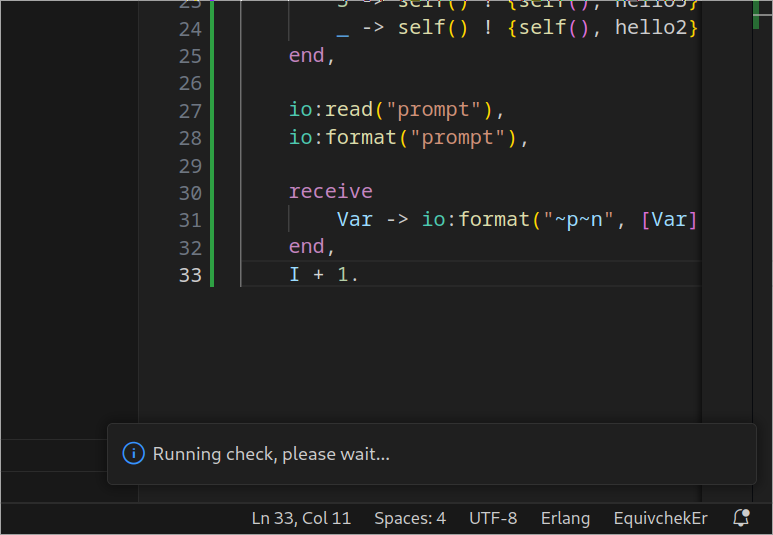 23 3 -> self() ! {self(), hello3}
24 _ -> self() ! {self(), hello2}
25 end,
26
27 io:read("prompt"),
28 io:format("prompt"),
29
30 receive
31 Var -> io:format("~p~n", [Var]
32 end,
33 I + 1.
Running check, please wait...
Ln 33, Col 11 Spaces: 4 UTF-8 Erlang EquivchekEr